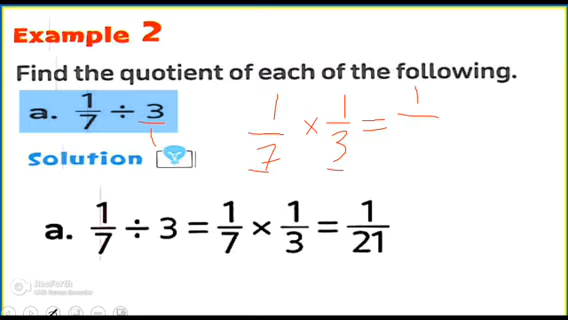 Example 2
Find the quotient of each of the following.
a. 1/7 ÷ 3
1
1/7 × 1/3 = 1
Solution
a. 1/7 ÷ 3 = 1/7 × 1/3 = 1/21